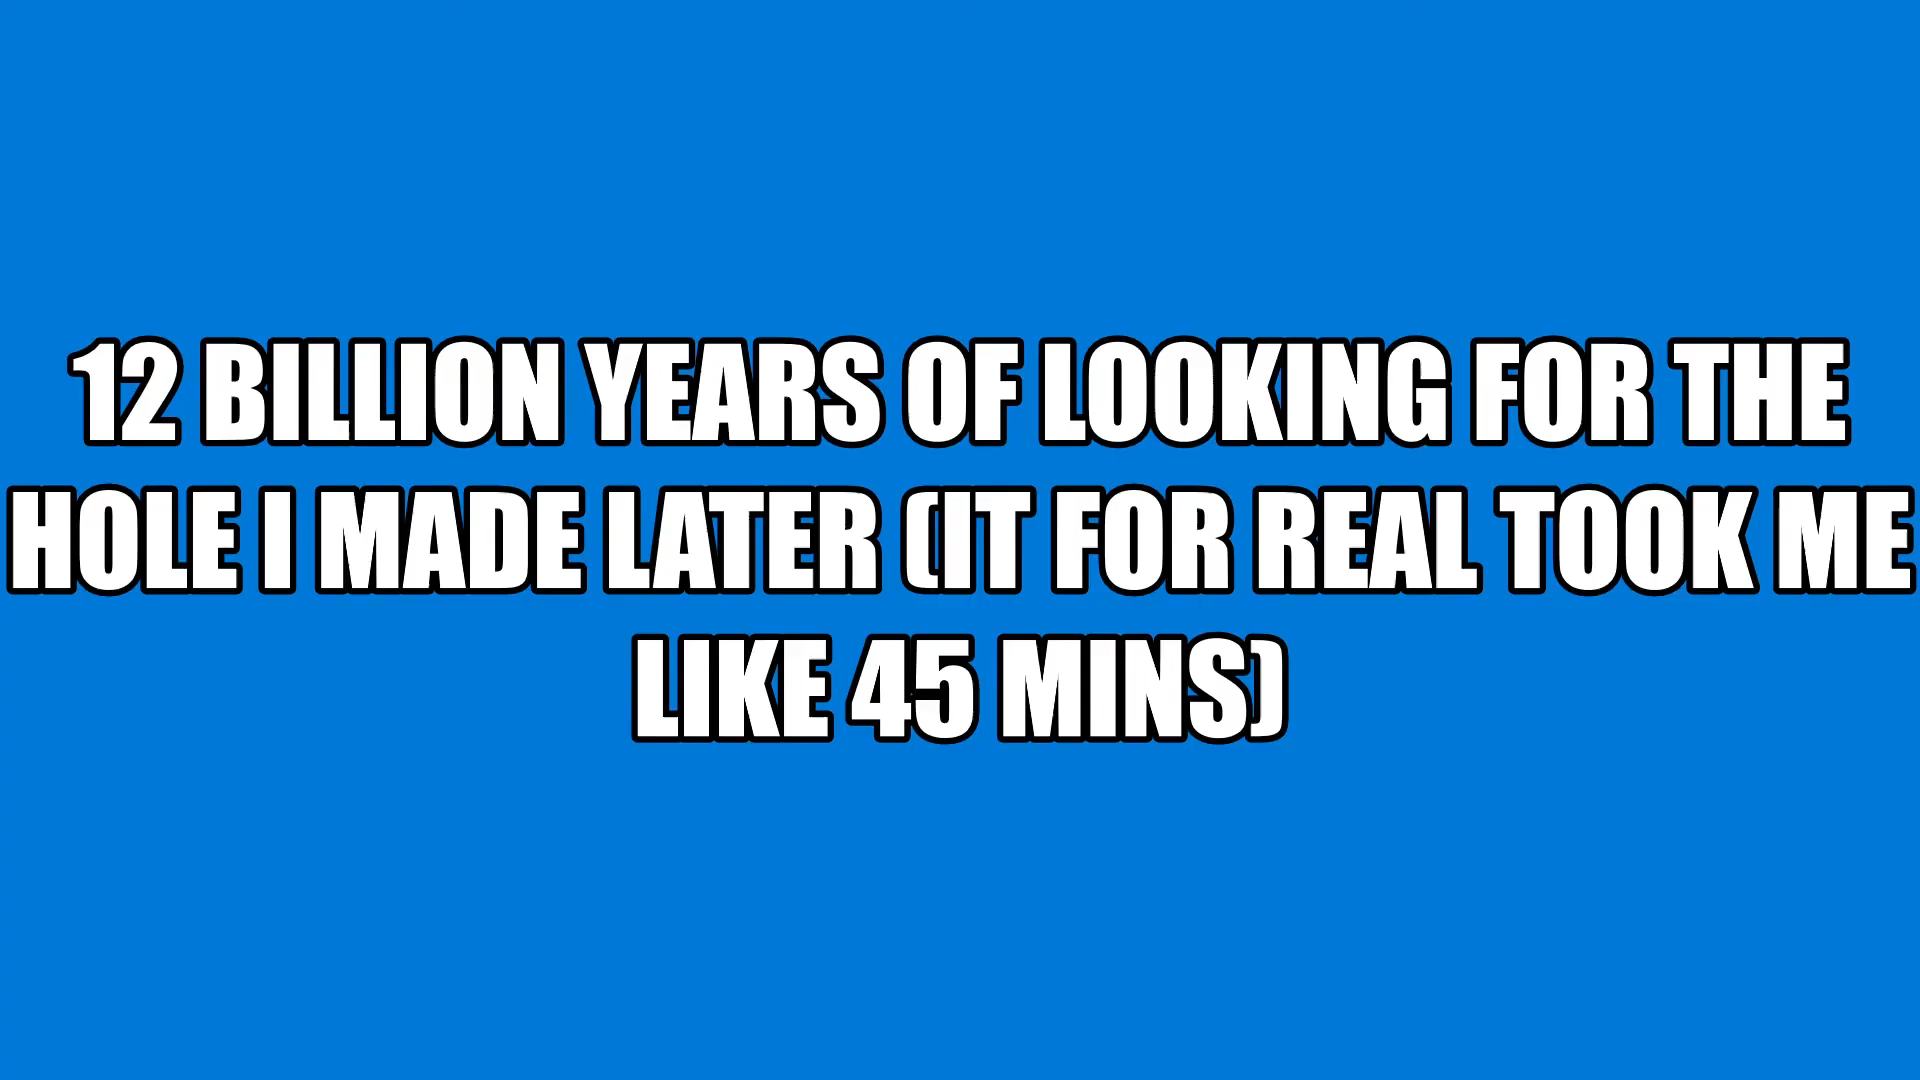 12 BILLION YEARS OF LOOKING FOR THE
HOLE I MADE LATER (IT FOR REAL TOOK ME
LIKE 45 MINS)